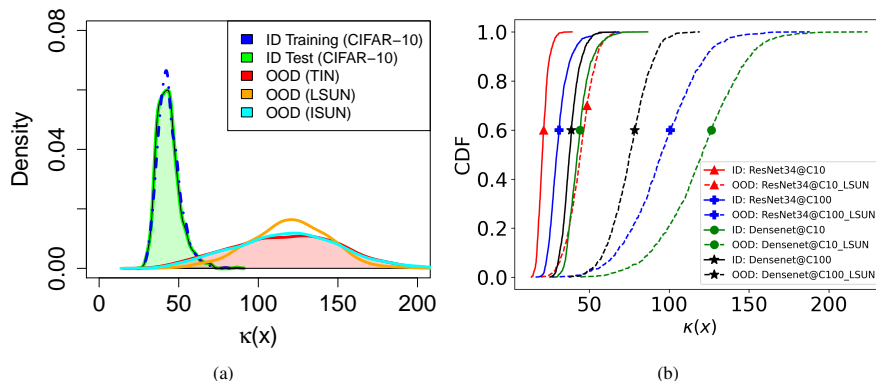 0.08
0.04
0.00
Density
ID Training (CIFAR−10)
ID Test (CIFAR−10)
OOD (TIN)
OOD (LSUN)
OOD (ISUN)
0 50 100 150 200
κ(x)
(a)
1.0
0.8
0.6
0.4
0.2
0.0
CDF
ID: ResNet34@C10
OOD: ResNet34@C10_LSUN
ID: ResNet34@C100
OOD: ResNet34@C100_LSUN
ID: Densenet@C10
OOD: Densenet@C10_LSUN
ID: Densenet@C100
OOD: Densenet@C100_LSUN
50 100 150 200
κ(x)
(b)